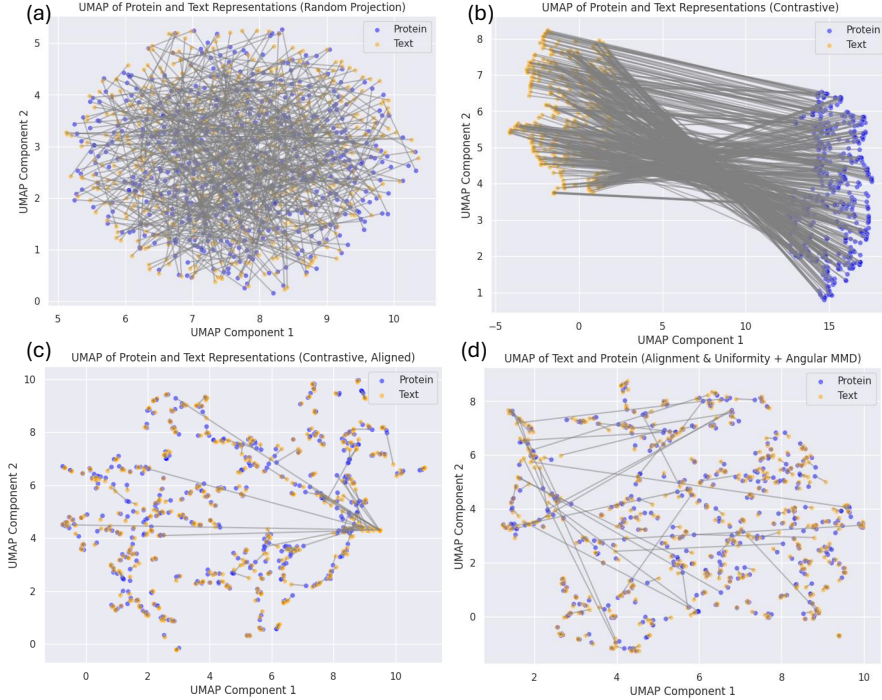 (a)
UMAP of Protein and Text Representations (Random Projection)
Protein
Text
UMAP Component 2
5
4
3
2
1
0
5
6
7
8
9
10
UMAP Component 1
(b)
UMAP of Protein and Text Representations (Contrastive)
Protein
Text
UMAP Component 2
8
7
6
5
4
3
2
1
−5
0
5
10
15
UMAP Component 1
(c)
UMAP of Protein and Text Representations (Contrastive, Aligned)
Protein
Text
UMAP Component 2
10
8
6
4
2
0
0
2
4
6
8
10
UMAP Component 1
(d)
UMAP of Text and Protein (Alignment & Uniformity + Angular MMD)
Protein
Text
UMAP Component 2
8
6
4
2
0
2
4
6
8
10
UMAP Component 1